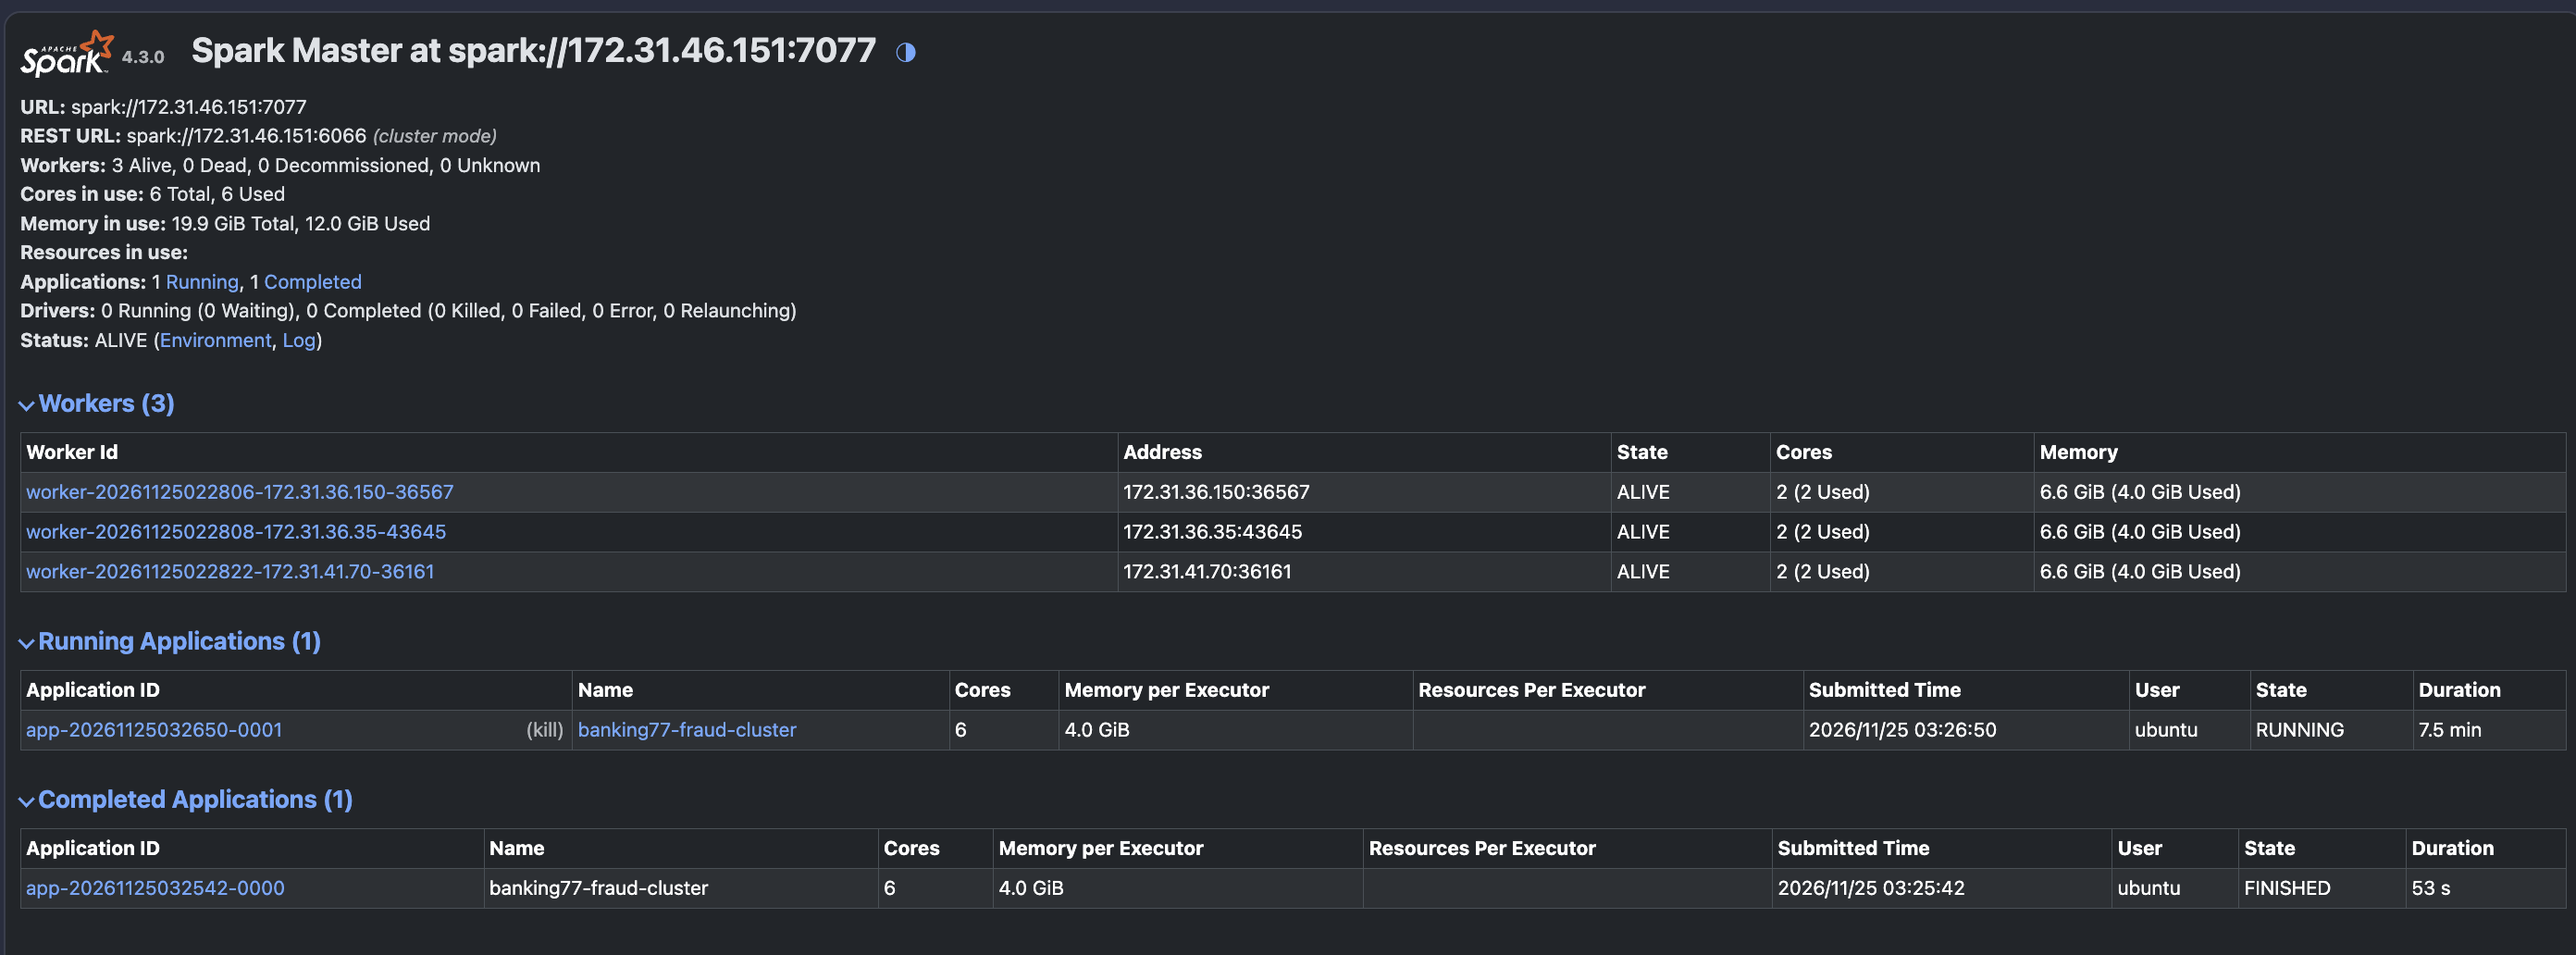 APACHE Spark 4.3.0 Spark Master at spark://172.31.46.151:7077
URL: spark://172.31.46.151:7077
REST URL: spark://172.31.46.151:6066 (cluster mode)
Workers: 3 Alive, 0 Dead, 0 Decommissioned, 0 Unknown
Cores in use: 6 Total, 6 Used
Memory in use: 19.9 GiB Total, 12.0 GiB Used
Resources in use:
Applications: 1 Running, 1 Completed
Drivers: 0 Running (0 Waiting), 0 Completed (0 Killed, 0 Failed, 0 Error, 0 Relaunching)
Status: ALIVE (Environment, Log)
Workers (3)
Worker Id Address State Cores Memory
worker-20261125022806-172.31.36.150-36567 172.31.36.150:36567 ALIVE 2 (2 Used) 6.6 GiB (4.0 GiB Used)
worker-20261125022808-172.31.36.35-43645 172.31.36.35:43645 ALIVE 2 (2 Used) 6.6 GiB (4.0 GiB Used)
worker-20261125022822-172.31.41.70-36161 172.31.41.70:36161 ALIVE 2 (2 Used) 6.6 GiB (4.0 GiB Used)
Running Applications (1)
Application ID Name Cores Memory per Executor Resources Per Executor Submitted Time User State Duration
app-20261125032650-0001 (kill) banking77-fraud-cluster 6 4.0 GiB 2026/11/25 03:26:50 ubuntu RUNNING 7.5 min
Completed Applications (1)
Application ID Name Cores Memory per Executor Resources Per Executor Submitted Time User State Duration
app-20261125032542-0000 banking77-fraud-cluster 6 4.0 GiB 2026/11/25 03:25:42 ubuntu FINISHED 53 s